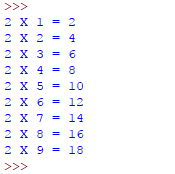 >>>
2 X 1 = 2
2 X 2 = 4
2 X 3 = 6
2 X 4 = 8
2 X 5 = 10
2 X 6 = 12
2 X 7 = 14
2 X 8 = 16
2 X 9 = 18
>>>